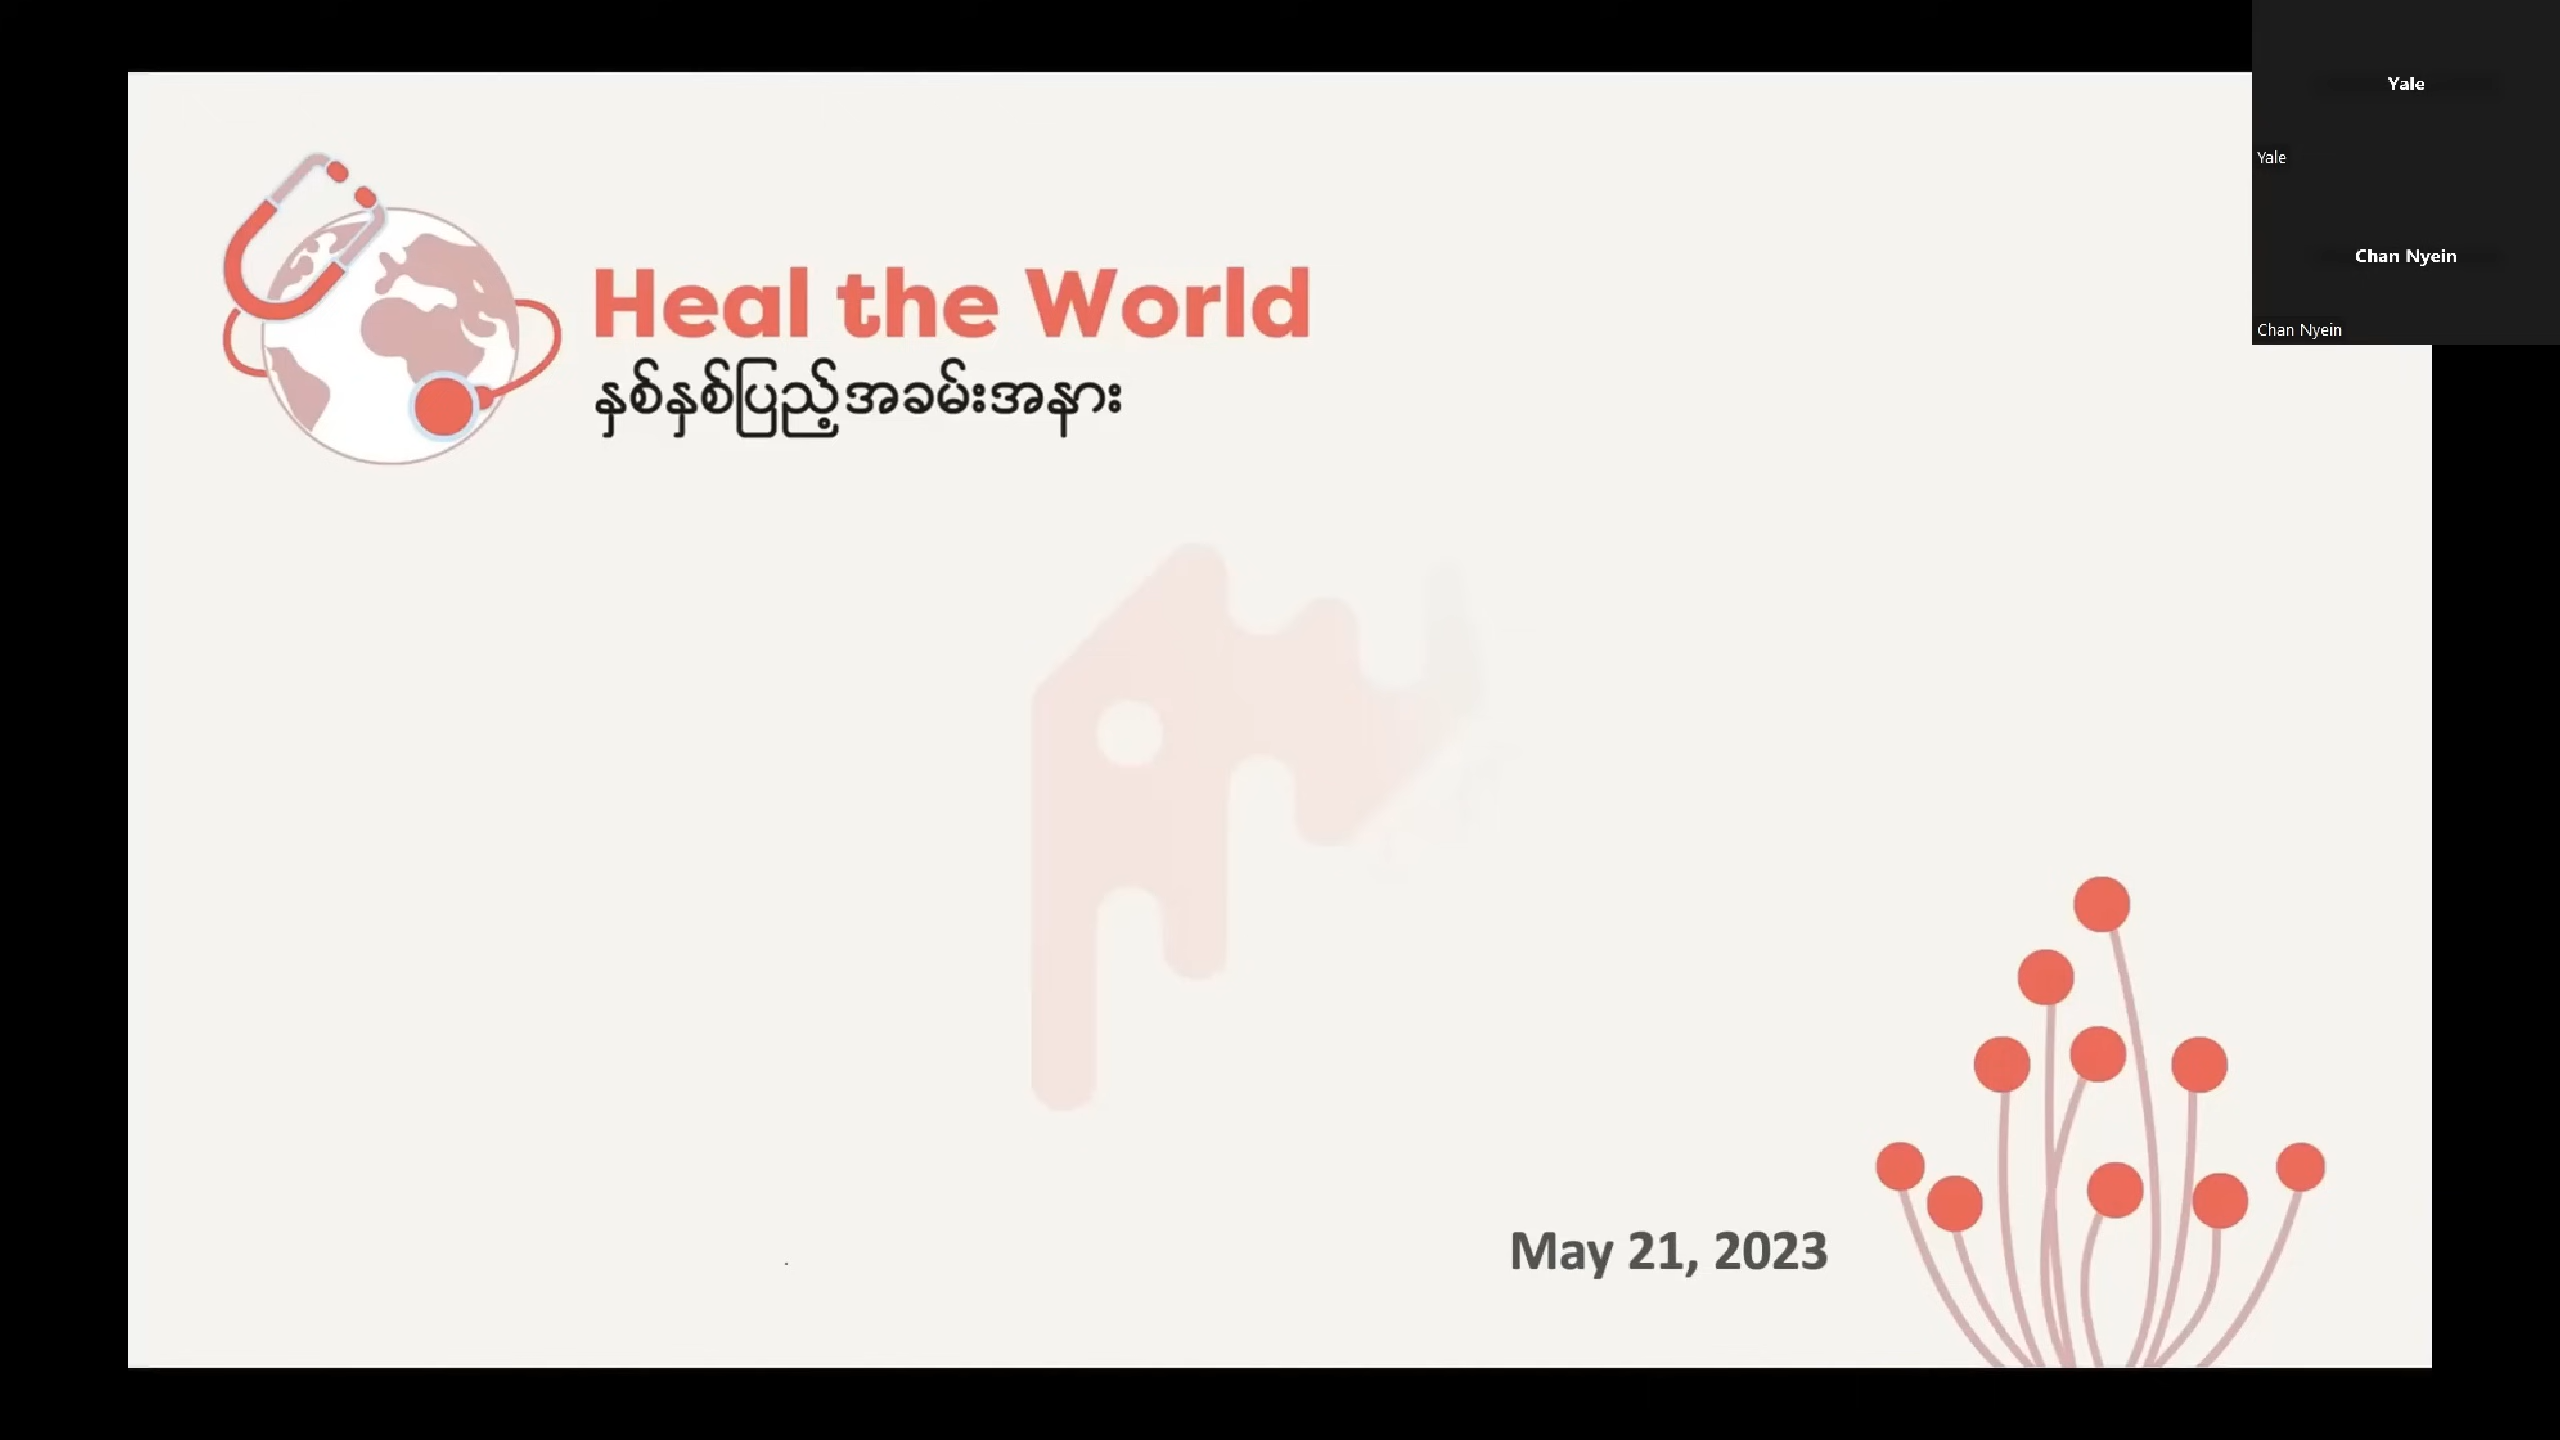 Heal the World
နှစ်နှစ်ပြည့်အခမ်းအနား
May 21, 2023
Yale
Yale
Chan Nyein
Chan Nyein